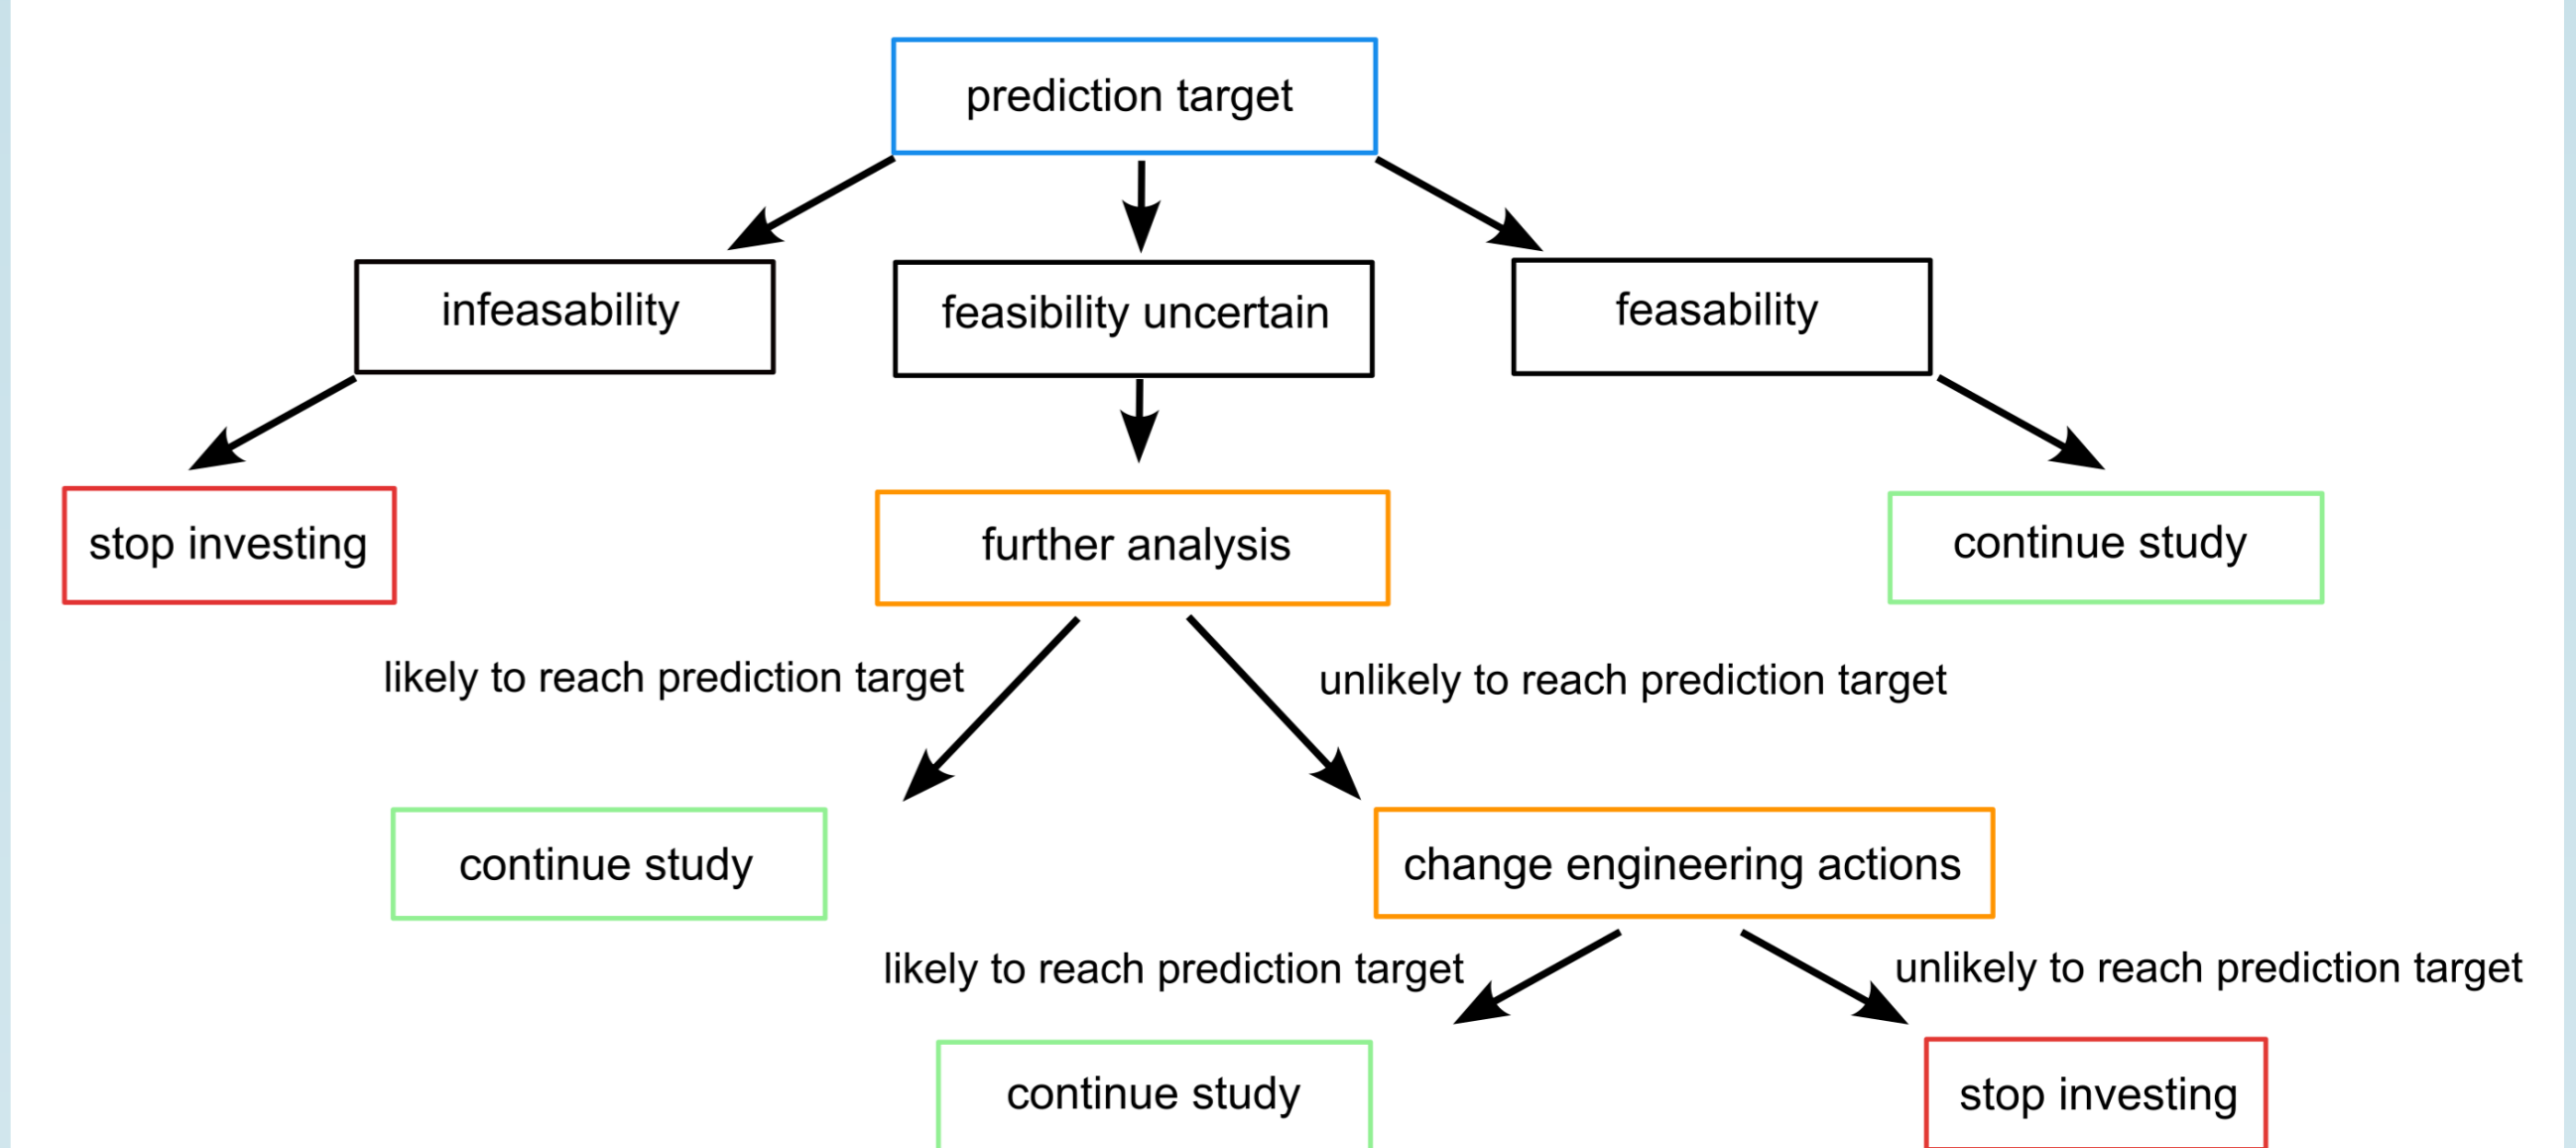 prediction target
infeasability
feasibility uncertain
feasability
stop investing
further analysis
continue study
likely to reach prediction target
unlikely to reach prediction target
continue study
change engineering actions
likely to reach prediction target
unlikely to reach prediction target
continue study
stop investing